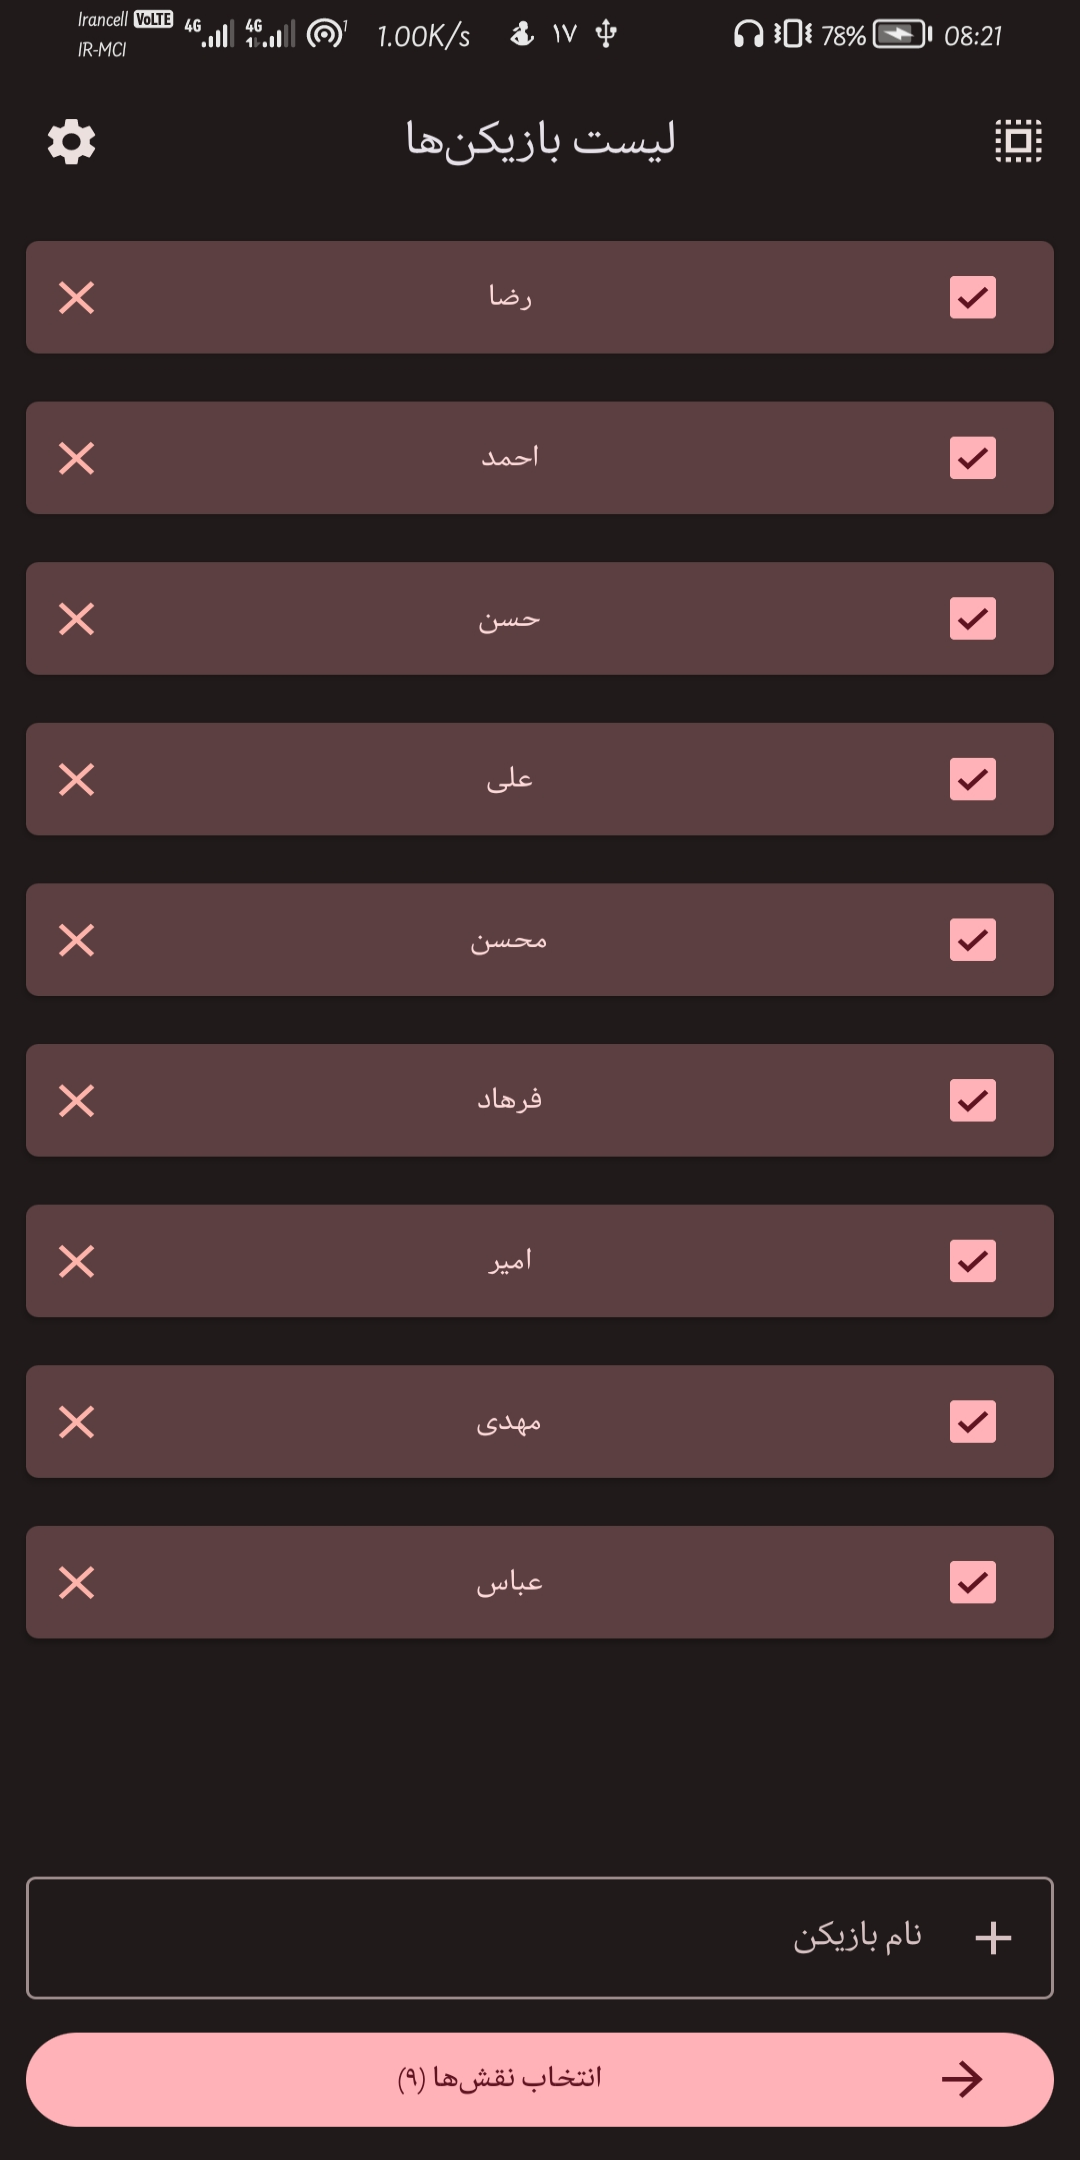 Irancell VoLTE
IR-MCI
4G 4G 1 1.00K/s ۱۷ 78% 08:21
لیست بازیکن‌ها
رضا
احمد
حسن
علی
محسن
فرهاد
امیر
مهدی
عباس
نام بازیکن
انتخاب نقش‌ها (۹)